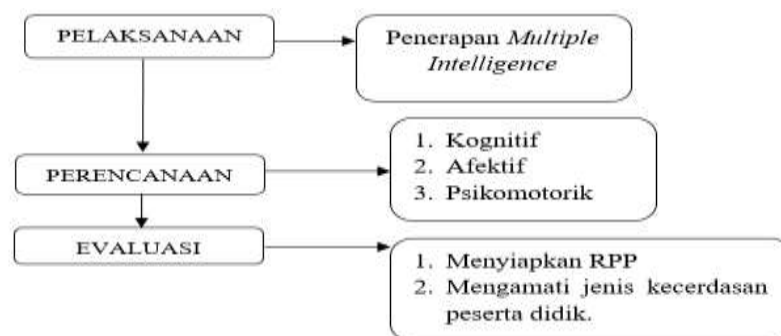 PELAKSANAAN
Penerapan Multiple
Intelligence
PERENCANAAN
1. Kognitif
2. Afektif
3. Psikomotorik
EVALUASI
1. Menyiapkan RPP
2. Mengamati jenis kecerdasan
peserta didik.